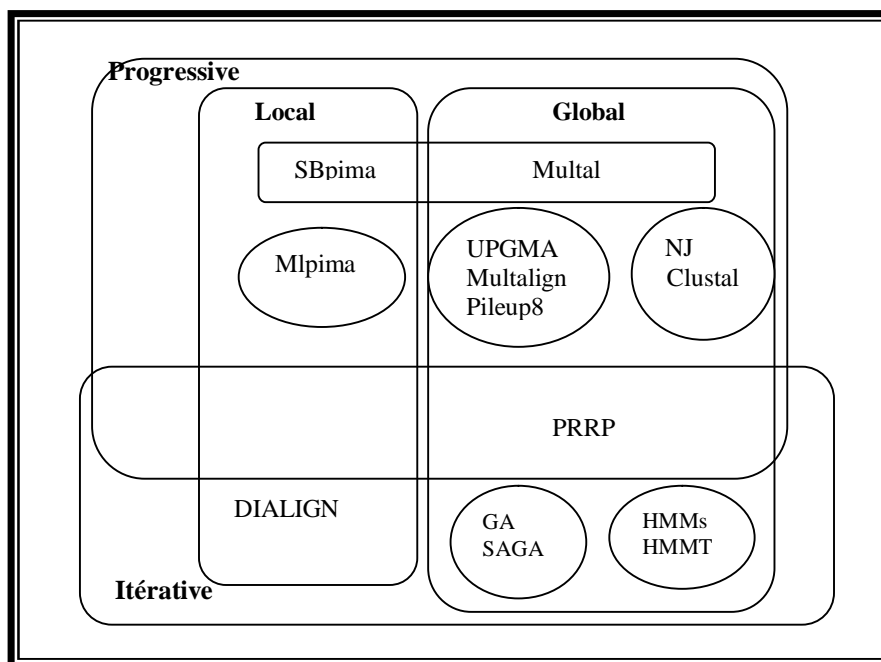 Progressive
Local
Global
SBpima
Multal
Mlpima
UPGMA
Multalign
Pileup8
NJ
Clustal
PRRP
DIALIGN
GA
SAGA
HMMs
HMMT
Itérative